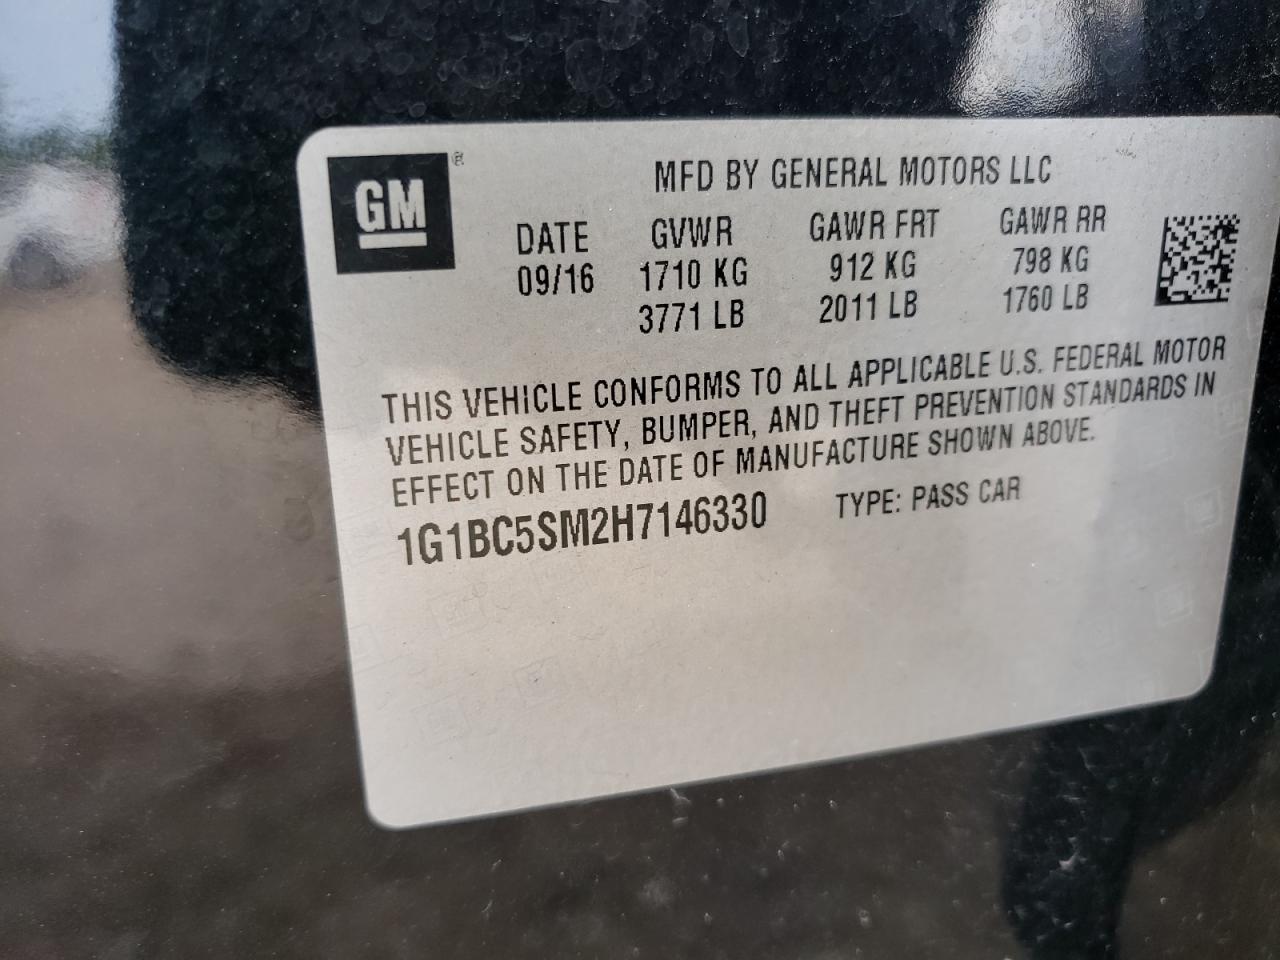 GM®
MFD BY GENERAL MOTORS LLC
DATE GVWR GAWR FRT GAWR RR
09/16 1710 KG 912 KG 798 KG
3771 LB 2011 LB 1760 LB
THIS VEHICLE CONFORMS TO ALL APPLICABLE U.S. FEDERAL MOTOR
VEHICLE SAFETY, BUMPER, AND THEFT PREVENTION STANDARDS IN
EFFECT ON THE DATE OF MANUFACTURE SHOWN ABOVE.
1G1BC5SM2H7146330 TYPE: PASS CAR